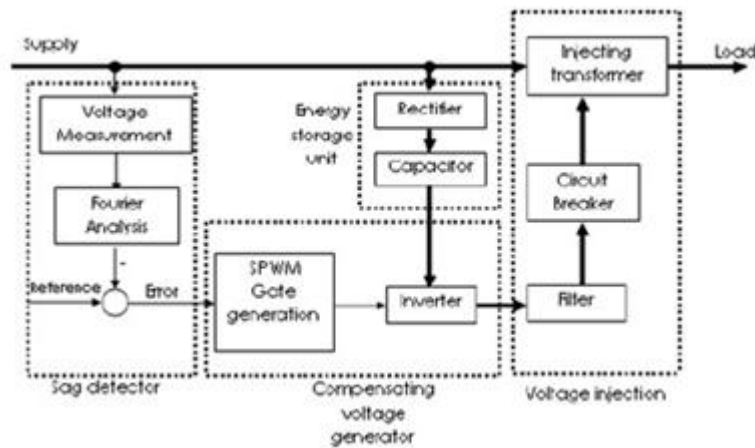 Supply
Injecting
transformer
Load
Voltage
Measurement
Energy
storage
unit
Rectifier
Capacitor
Circuit
Breaker
Fourier
Analysis
-
Reference
Error
SPWM
Gate
generation
Inverter
Filter
Sag detector
Compensating
voltage
generator
Voltage injection